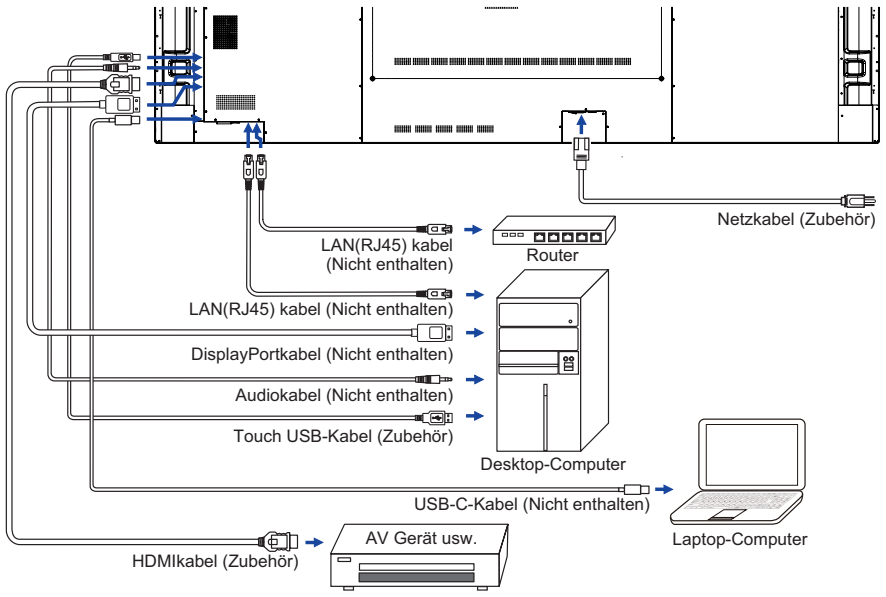 Netzkabel (Zubehör)
LAN(RJ45) kabel
(Nicht enthalten)
Router
LAN(RJ45) kabel (Nicht enthalten)
DisplayPortkabel (Nicht enthalten)
Audiokabel (Nicht enthalten)
Touch USB-Kabel (Zubehör)
Desktop-Computer
USB-C-Kabel (Nicht enthalten)
Laptop-Computer
AV Gerät usw.
HDMIkabel (Zubehör)